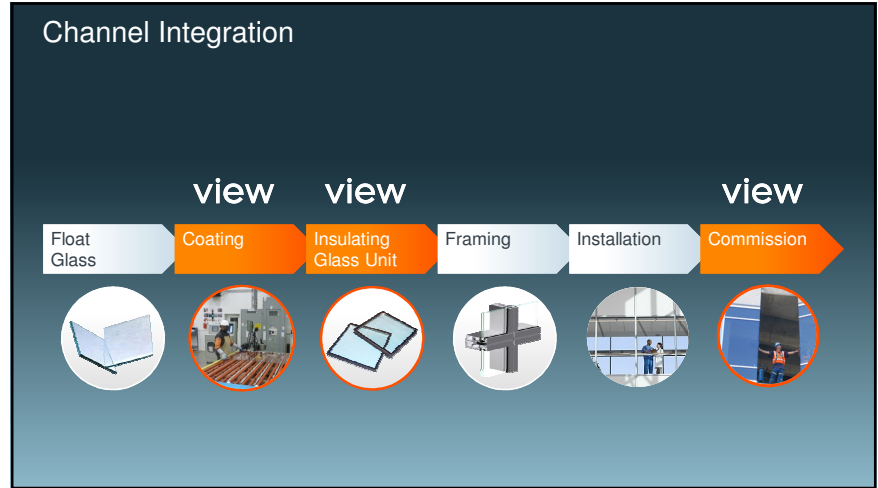 Channel Integration
view view view
Float
Glass
Coating
Insulating
Glass Unit
Framing
Installation
Commission